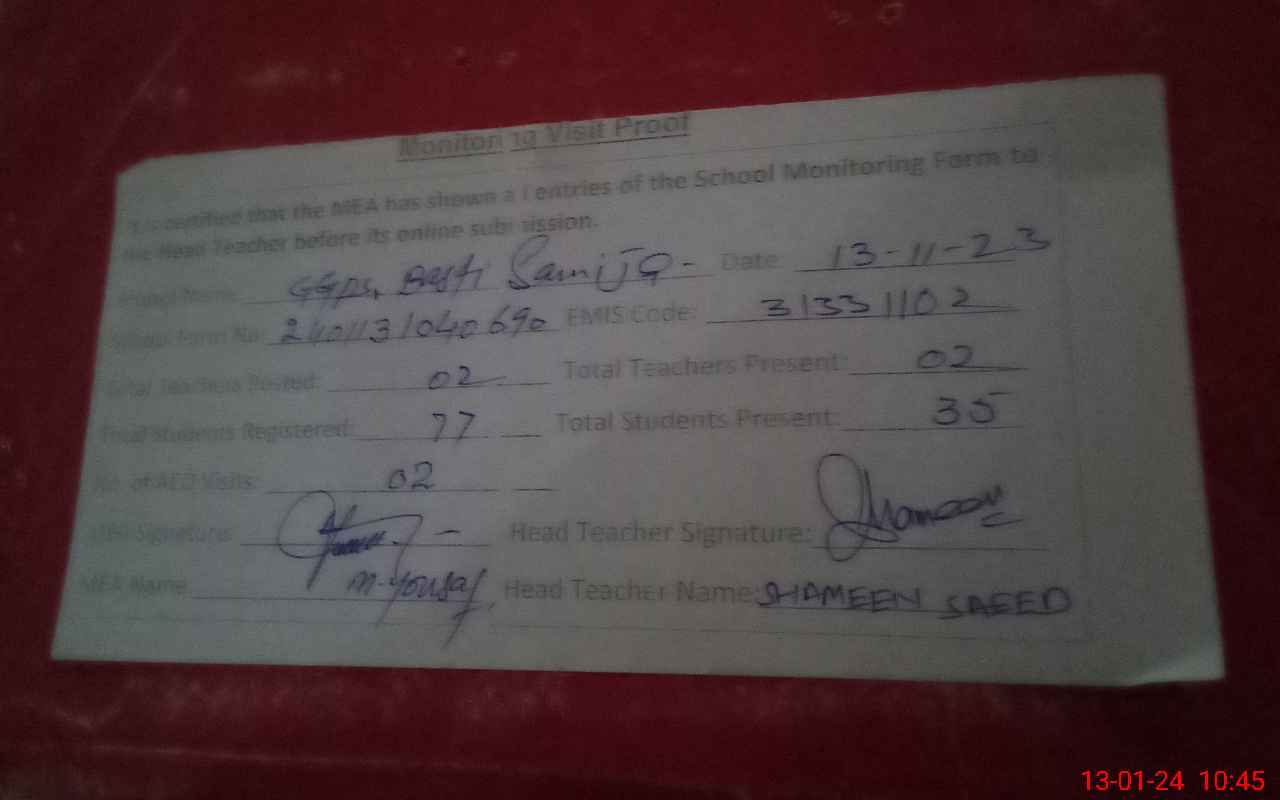 Monitoring Visit Proof
It is certified that the MEA has shown all entries of the School Monitoring Form to
the Head Teacher before its online submission.
School Name: GGPS, Basti Date: 13-11-23
Form No: 2401131040690 EMIS Code: 31331102
Total Teachers Posted: 02 Total Teachers Present: 02
Total Students Registered: 77 Total Students Present: 35
No. of AEO Visits: 02
MEA Signature: Head Teacher Signature: Shameen
MEA Name M. Yousaf Head Teacher Name: SHAMEEN SAEED
13-01-24 10:45